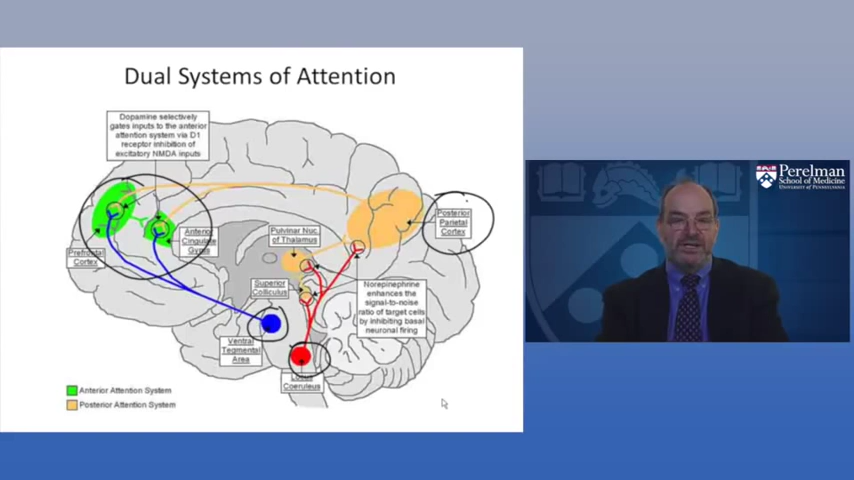 Dual Systems of Attention
Dopamine selectively
gates inputs to the anterior
attention system via D1
receptor inhibition of
excitatory NMDA inputs
Prefrontal
Cortex
Anterior
Cingulate
Gyrus
Pulvinar Nuc.
of Thalamus
Posterior
Parietal
Cortex
Superior
Colliculus
Norepinephrine
enhances the
signal-to-noise
ratio of target cells
by inhibiting basal
neuronal firing
Ventral
Tegmental
Area
Locus
Coeruleus
Anterior Attention System
Posterior Attention System
Perelman
School of Medicine
University of Pennsylvania